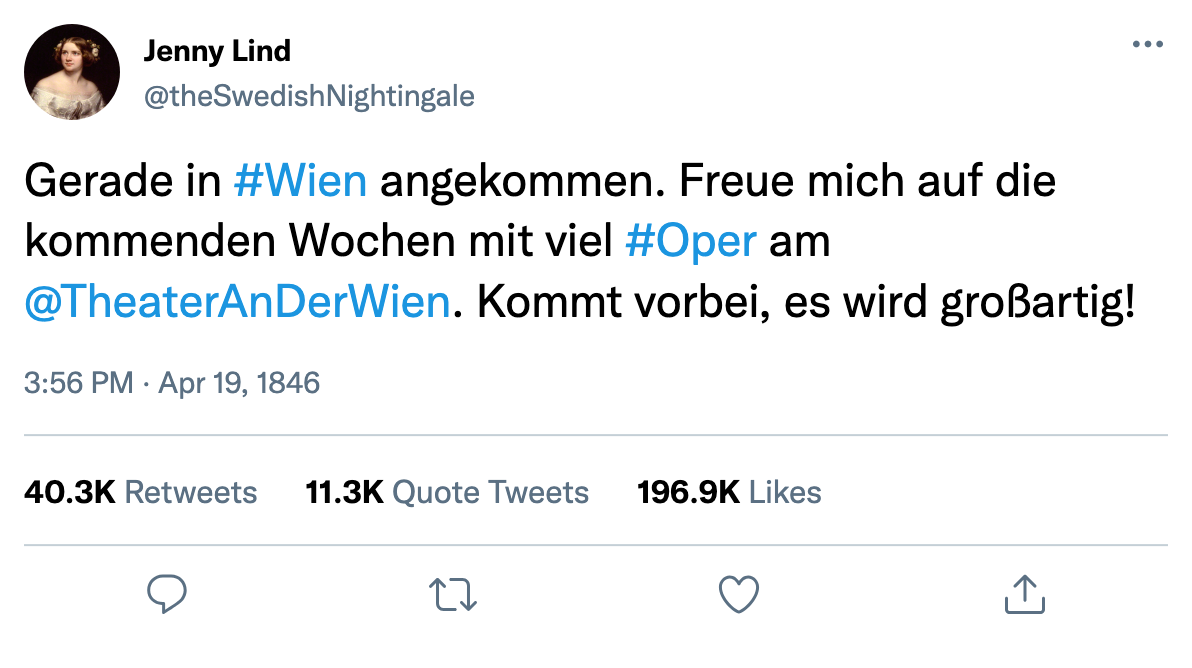 Jenny Lind
@theSwedishNightingale
Gerade in #Wien angekommen. Freue mich auf die
kommenden Wochen mit viel #Oper am
@TheaterAnDerWien. Kommt vorbei, es wird großartig!
3:56 PM · Apr 19, 1846
40.3K Retweets 11.3K Quote Tweets 196.9K Likes